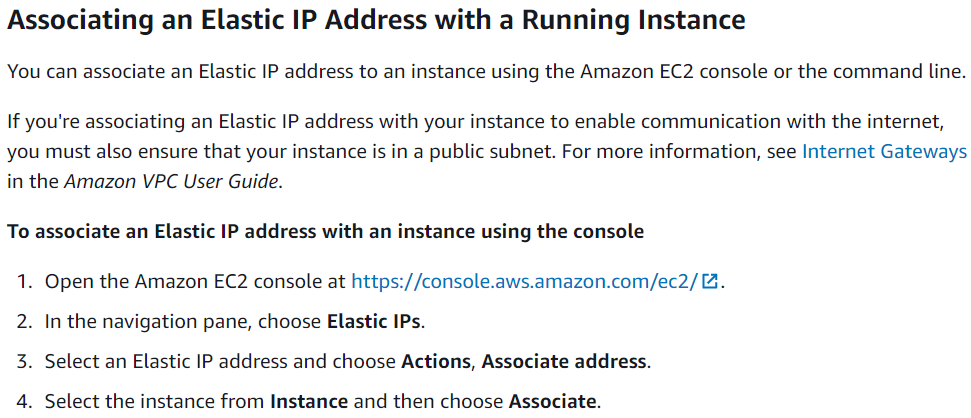 Associating an Elastic IP Address with a Running Instance
You can associate an Elastic IP address to an instance using the Amazon EC2 console or the command line.
If you're associating an Elastic IP address with your instance to enable communication with the internet,
you must also ensure that your instance is in a public subnet. For more information, see Internet Gateways
in the Amazon VPC User Guide.
To associate an Elastic IP address with an instance using the console
1. Open the Amazon EC2 console at https://console.aws.amazon.com/ec2/.
2. In the navigation pane, choose Elastic IPs.
3. Select an Elastic IP address and choose Actions, Associate address.
4. Select the instance from Instance and then choose Associate.